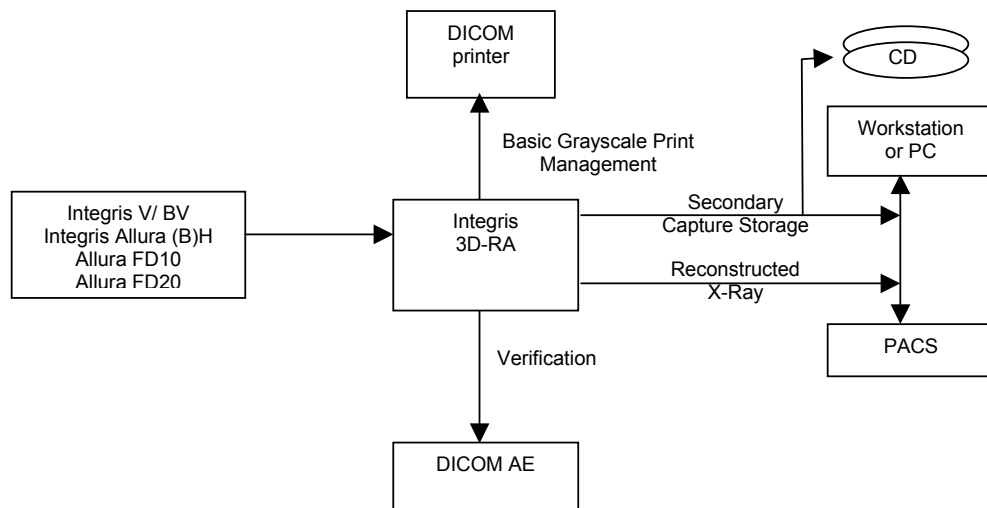 DICOM
printer
CD
Workstation
or PC
Basic Grayscale Print
Management
Integris V/ BV
Integris Allura (B)H
Allura FD10
Allura FD20
Integris
3D-RA
Secondary
Capture Storage
Reconstructed
X-Ray
PACS
Verification
DICOM AE